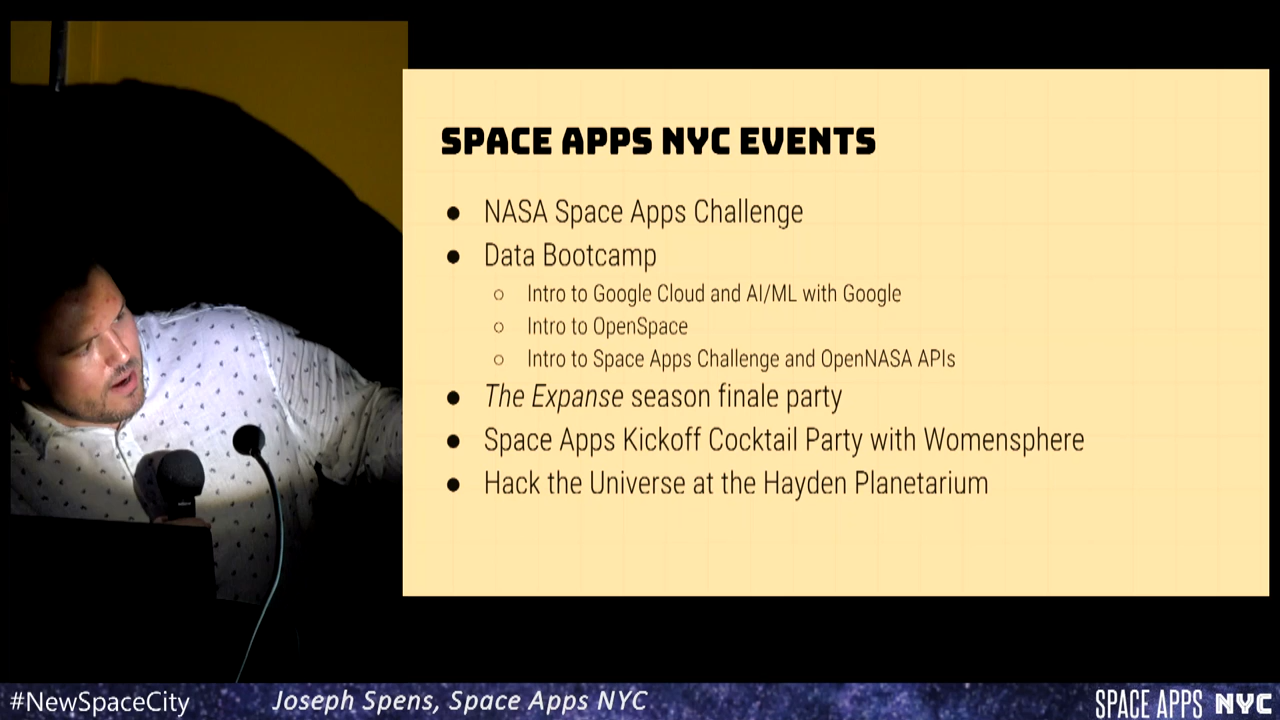 SPACE APPS NYC EVENTS
● NASA Space Apps Challenge
● Data Bootcamp
○ Intro to Google Cloud and AI/ML with Google
○ Intro to OpenSpace
○ Intro to Space Apps Challenge and OpenNASA APIs
● The Expanse season finale party
● Space Apps Kickoff Cocktail Party with Womensphere
● Hack the Universe at the Hayden Planetarium
#NewSpaceCity
Joseph Spens, Space Apps NYC
SPACE APPS NYC